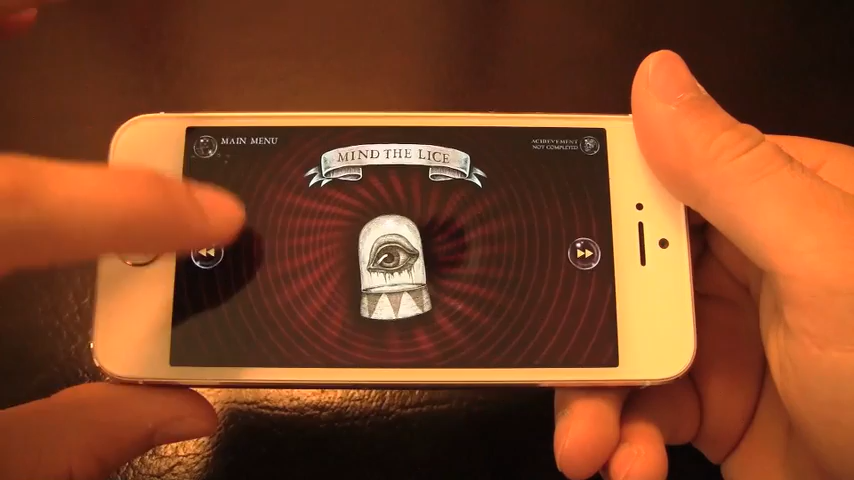 MAIN MENU
MIND THE LICE
ACHIEVEMENT
NOT COMPLETED